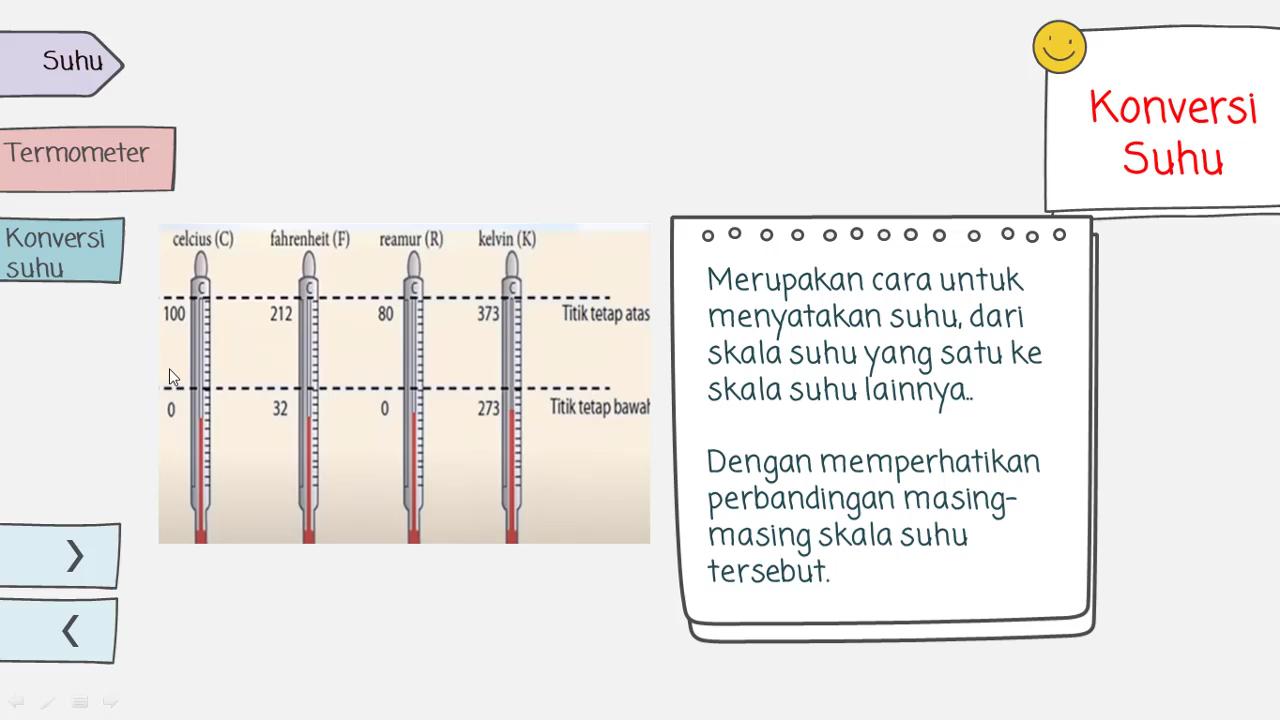 Suhu
Termometer
Konversi
suhu
Konversi
Suhu
celcius (C) fahrenheit (F) reamur (R) kelvin (K)
C C C C
100 212 80 373 Titik tetap atas
0 32 0 273 Titik tetap bawah
Merupakan cara untuk
menyatakan suhu, dari
skala suhu yang satu ke
skala suhu lainnya..
Dengan memperhatikan
perbandingan masing-
masing skala suhu
tersebut.